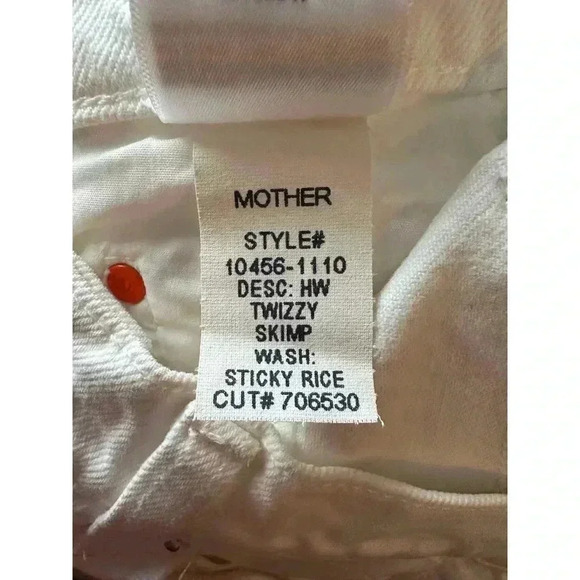 MOTHER
STYLE#
10456-1110
DESC: HW
TWIZZY
SKIMP
WASH:
STICKY RICE
CUT# 706530